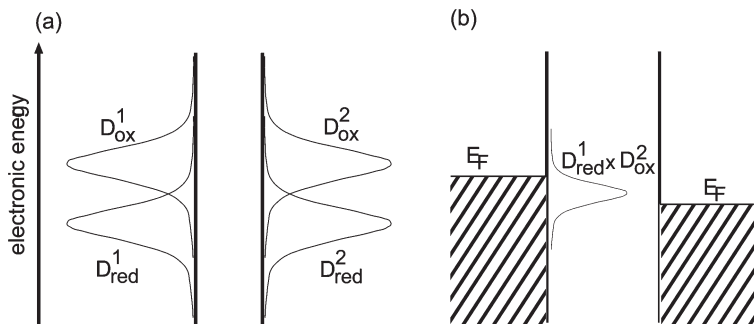 (a)
electronic enegy
D¹ox
D²ox
D¹red
D²red
(b)
EF
D¹red x D²ox
EF